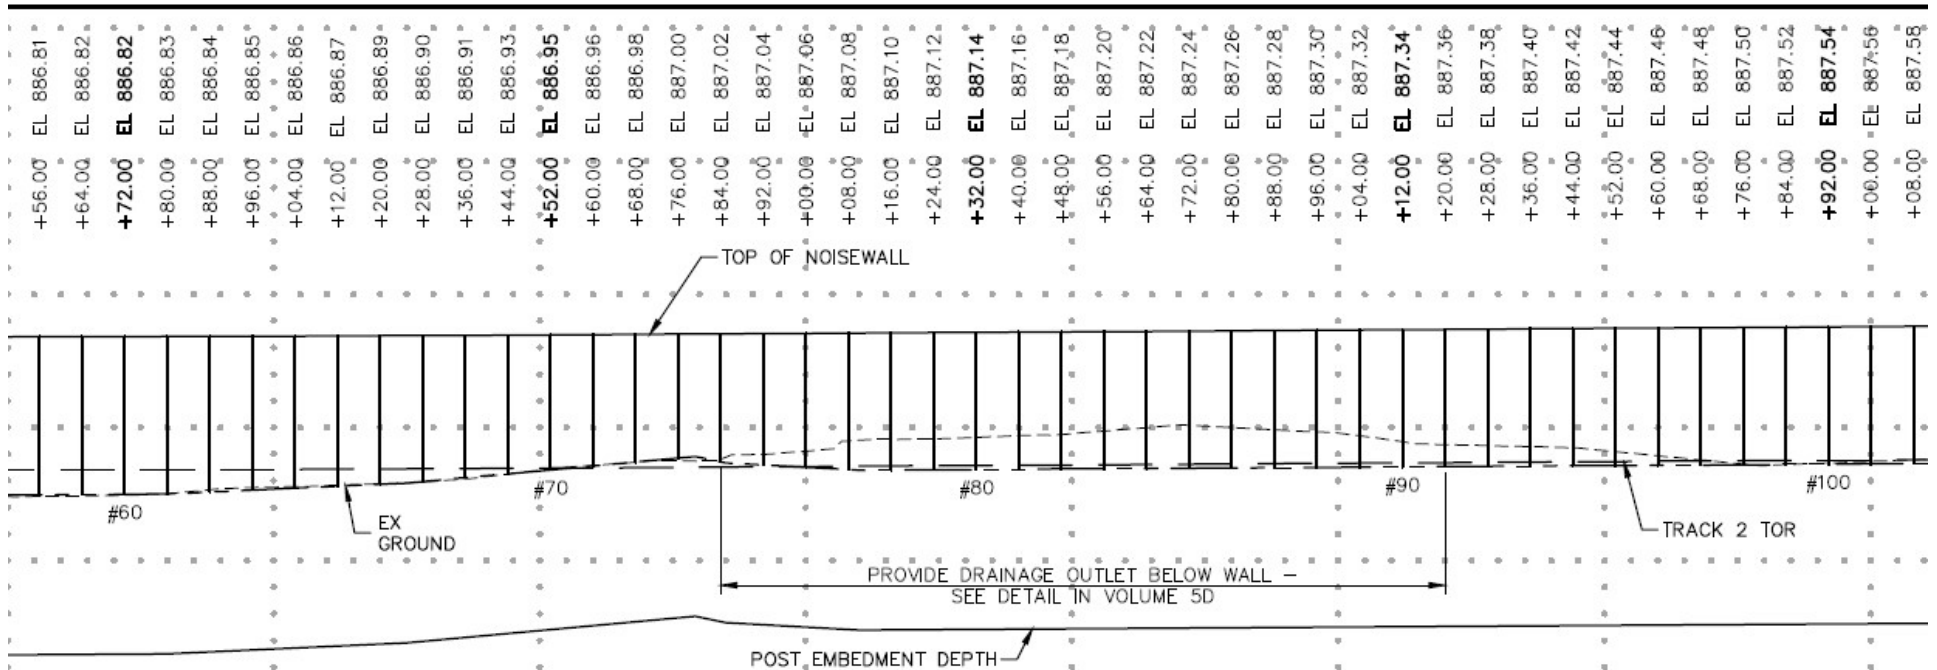 +56.00 EL 886.81
+64.00 EL 886.82
+72.00 EL 886.82
+80.00 EL 886.83
+88.00 EL 886.84
+96.00 EL 886.85
+04.00 EL 886.86
+12.00 EL 886.87
+20.00 EL 886.89
+28.00 EL 886.90
+36.00 EL 886.91
+44.00 EL 886.93
+52.00 EL 886.95
+60.00 EL 886.96
+68.00 EL 886.98
+76.00 EL 887.00
+84.00 EL 887.02
+92.00 EL 887.04
+00.00 EL 887.06
+08.00 EL 887.08
+16.00 EL 887.10
+24.00 EL 887.12
+32.00 EL 887.14
+40.00 EL 887.16
+48.00 EL 887.18
+56.00 EL 887.20
+64.00 EL 887.22
+72.00 EL 887.24
+80.00 EL 887.26
+88.00 EL 887.28
+96.00 EL 887.30
+04.00 EL 887.32
+12.00 EL 887.34
+20.00 EL 887.36
+28.00 EL 887.38
+36.00 EL 887.40
+44.00 EL 887.42
+52.00 EL 887.44
+60.00 EL 887.46
+68.00 EL 887.48
+76.00 EL 887.50
+84.00 EL 887.52
+92.00 EL 887.54
+00.00 EL 887.56
+08.00 EL 887.58
TOP OF NOISEWALL
#60
#70
#80
#90
#100
EX
GROUND
TRACK 2 TOR
PROVIDE DRAINAGE OUTLET BELOW WALL –
SEE DETAIL IN VOLUME 5D
POST EMBEDMENT DEPTH